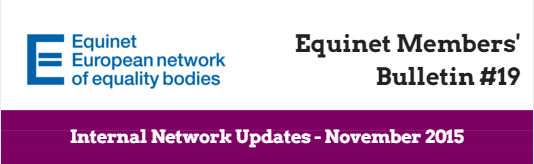 Equinet
European network
of equality bodies
Equinet Members'
Bulletin #19
Internal Network Updates - November 2015